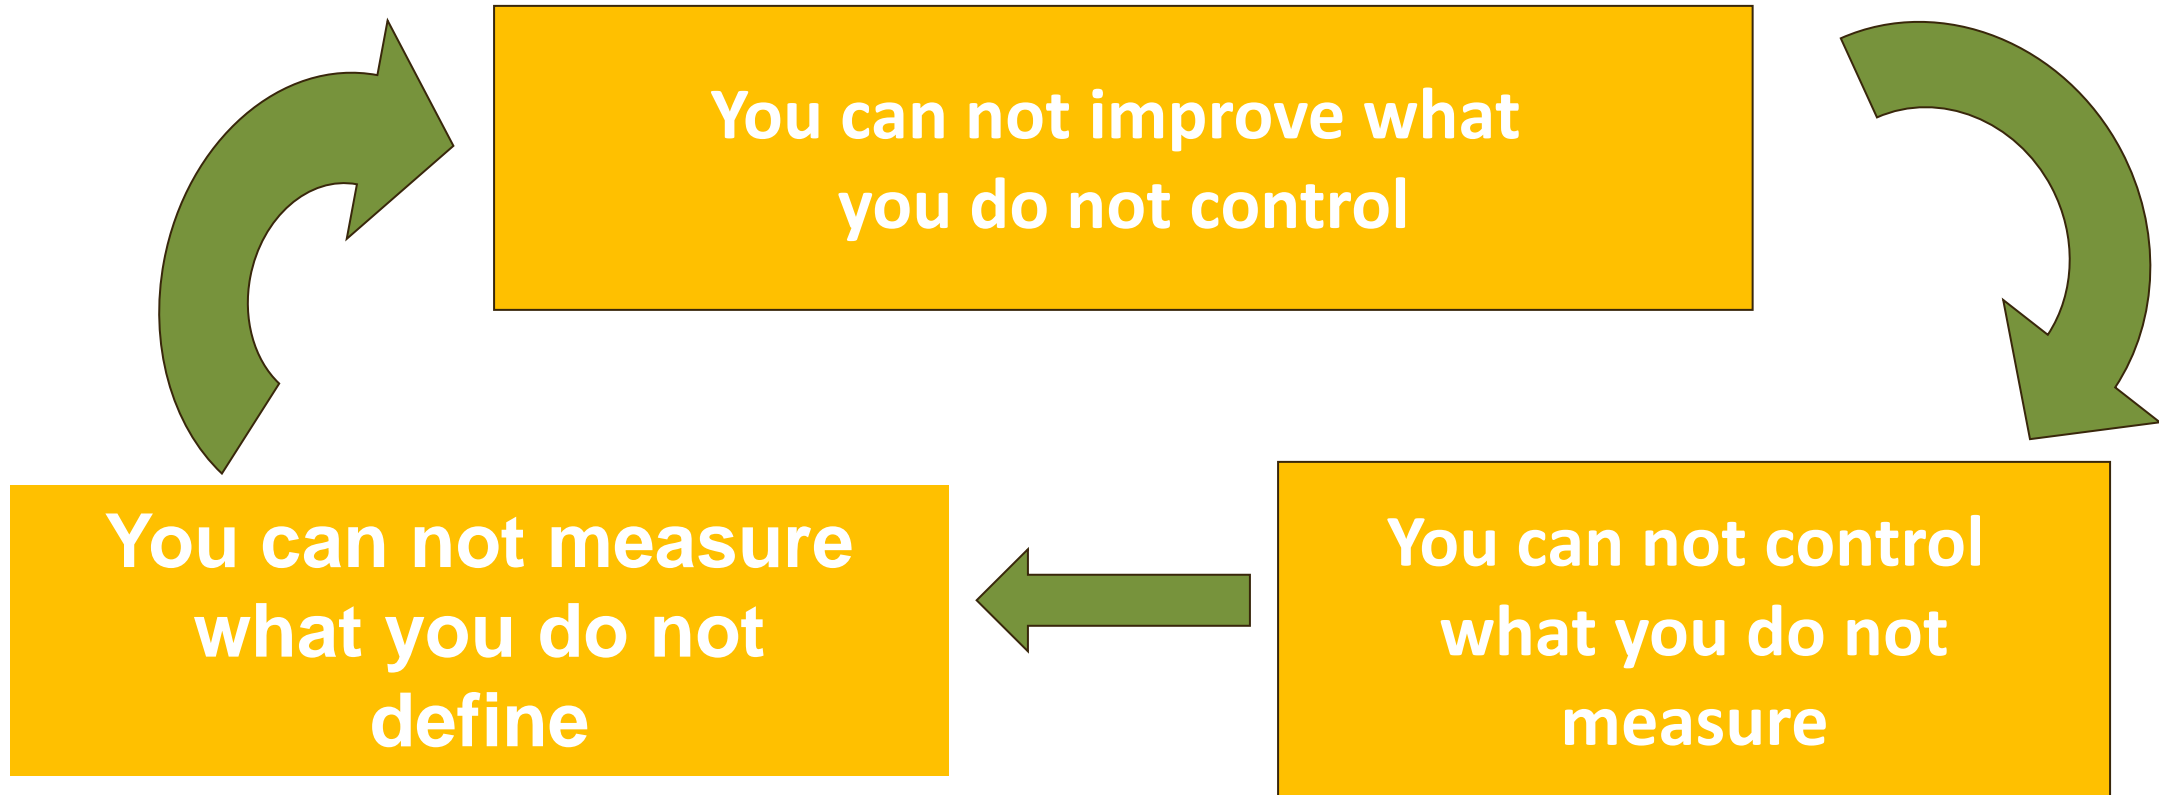 You can not improve what
you do not control
You can not measure
what you do not
define
You can not control
what you do not
measure